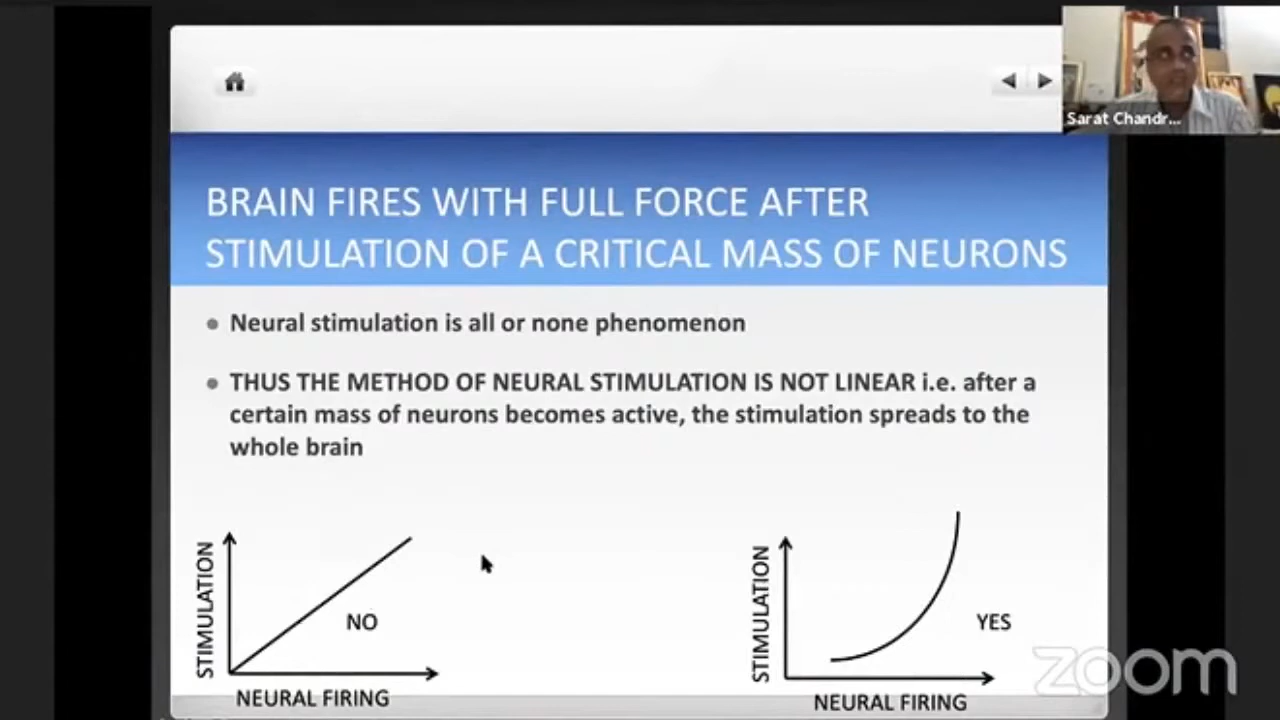 Sarat Chandr...
BRAIN FIRES WITH FULL FORCE AFTER
STIMULATION OF A CRITICAL MASS OF NEURONS
Neural stimulation is all or none phenomenon
THUS THE METHOD OF NEURAL STIMULATION IS NOT LINEAR i.e. after a
certain mass of neurons becomes active, the stimulation spreads to the
whole brain
STIMULATION
NO
NEURAL FIRING
STIMULATION
YES
NEURAL FIRING
zoom